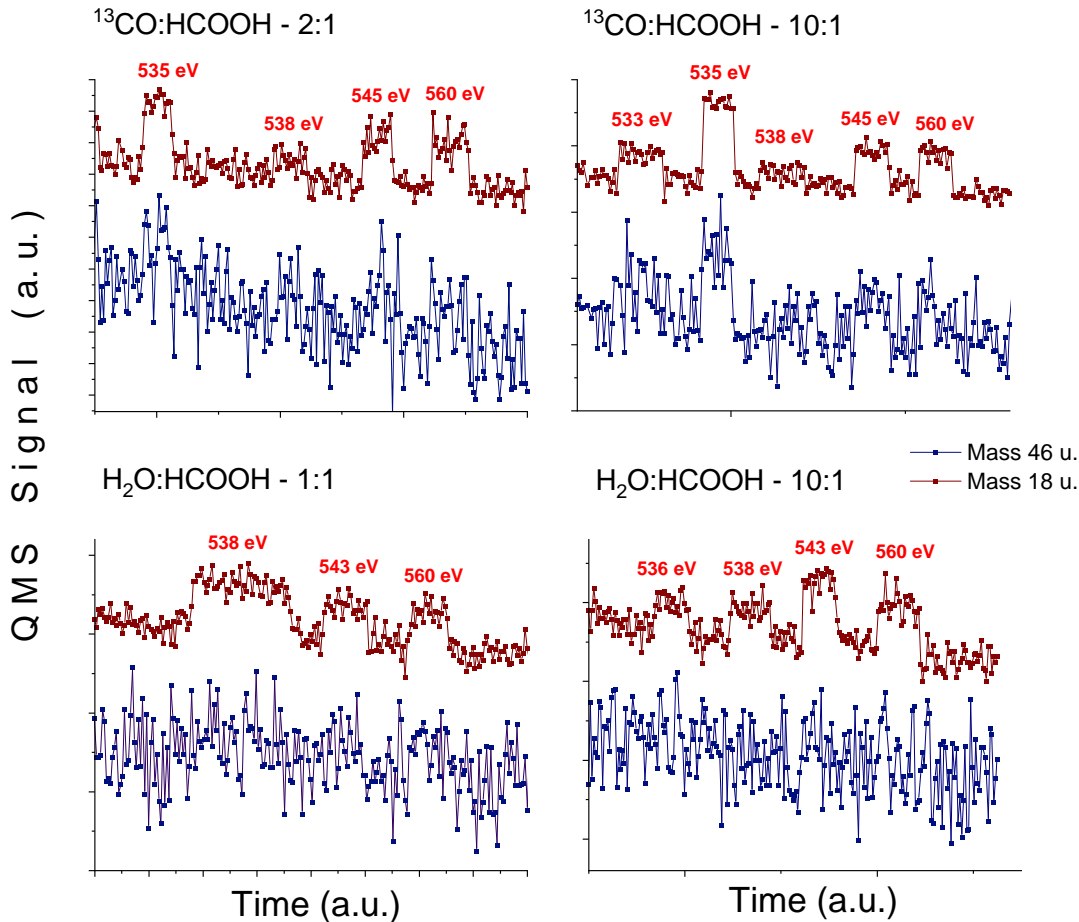 ¹³CO:HCOOH - 2:1
¹³CO:HCOOH - 10:1
535 eV
538 eV
545 eV
560 eV
533 eV
535 eV
538 eV
545 eV
560 eV
QMS Signal (a.u.)
H₂O:HCOOH - 1:1
H₂O:HCOOH - 10:1
Mass 46 u.
Mass 18 u.
538 eV
543 eV
560 eV
536 eV
538 eV
543 eV
560 eV
Time (a.u.)
Time (a.u.)